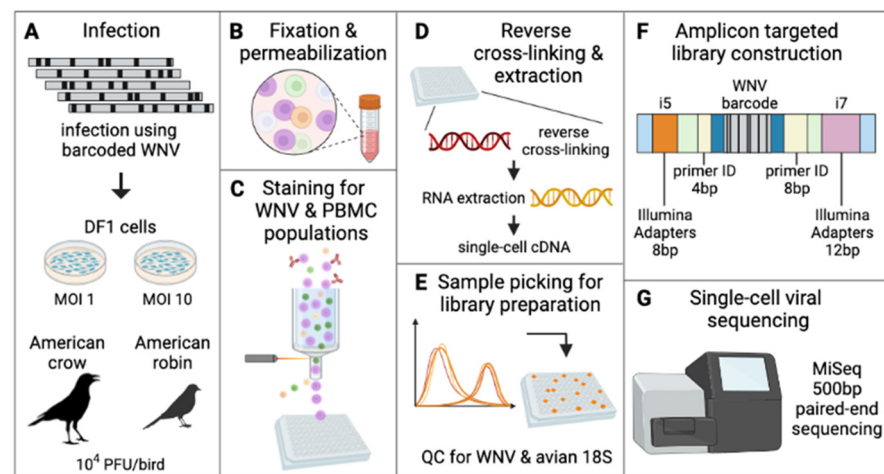 A Infection
infection using
barcoded WNV
DF1 cells
MOI 1 MOI 10
American
crow
American
robin
10⁴ PFU/bird
B Fixation &
permeabilization
C Staining for
WNV & PBMC
populations
D Reverse
cross-linking &
extraction
reverse
cross-linking
RNA extraction
single-cell cDNA
E Sample picking for
library preparation
QC for WNV & avian 18S
F Amplicon targeted
library construction
WNV
barcode
i5 i7
primer ID
4bp
primer ID
8bp
Illumina
Adapters
8bp
Illumina
Adapters
12bp
G Single-cell viral
sequencing
MiSeq
500bp
paired-end
sequencing